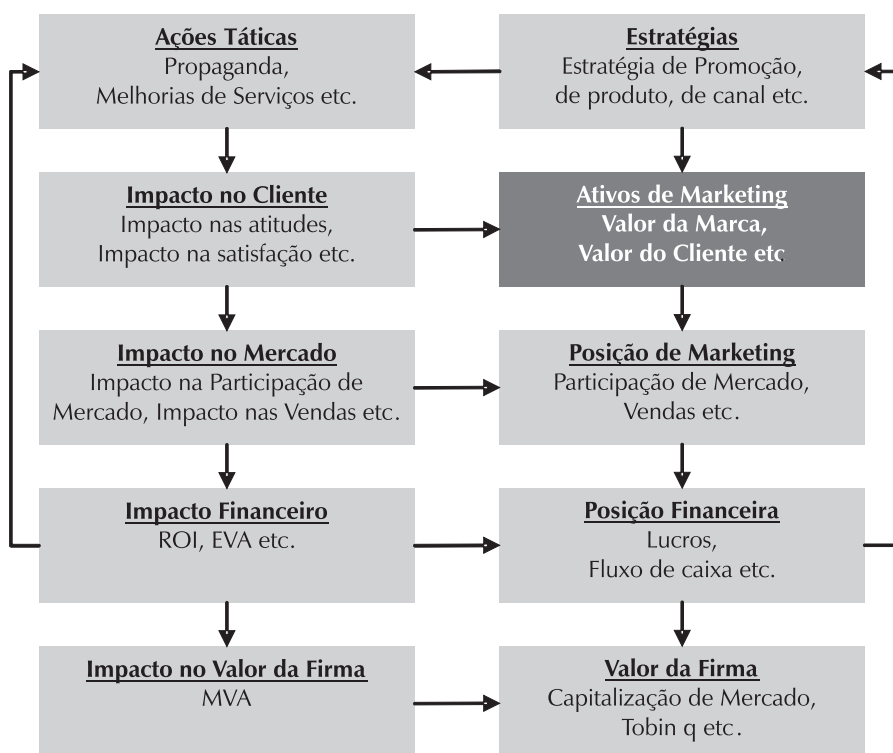 Ações Táticas
Propaganda,
Melhorias de Serviços etc.
Estratégias
Estratégia de Promoção,
de produto, de canal etc.
Impacto no Cliente
Impacto nas atitudes,
Impacto na satisfação etc.
Ativos de Marketing
Valor da Marca,
Valor do Cliente etc
Impacto no Mercado
Impacto na Participação de
Mercado, Impacto nas Vendas etc.
Posição de Marketing
Participação de Mercado,
Vendas etc.
Impacto Financeiro
ROI, EVA etc.
Posição Financeira
Lucros,
Fluxo de caixa etc.
Impacto no Valor da Firma
MVA
Valor da Firma
Capitalização de Mercado,
Tobin q etc.